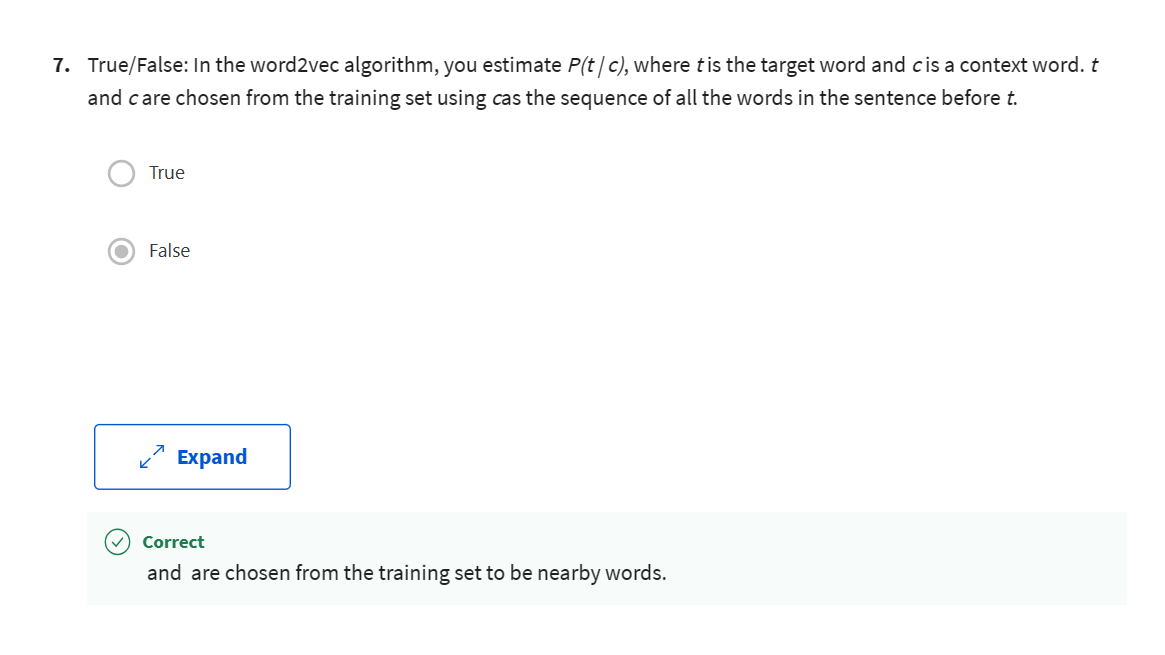 7. True/False: In the word2vec algorithm, you estimate P(t | c), where t is the target word and c is a context word. t
and c are chosen from the training set using cas the sequence of all the words in the sentence before t.
True
False
Expand
Correct
and are chosen from the training set to be nearby words.